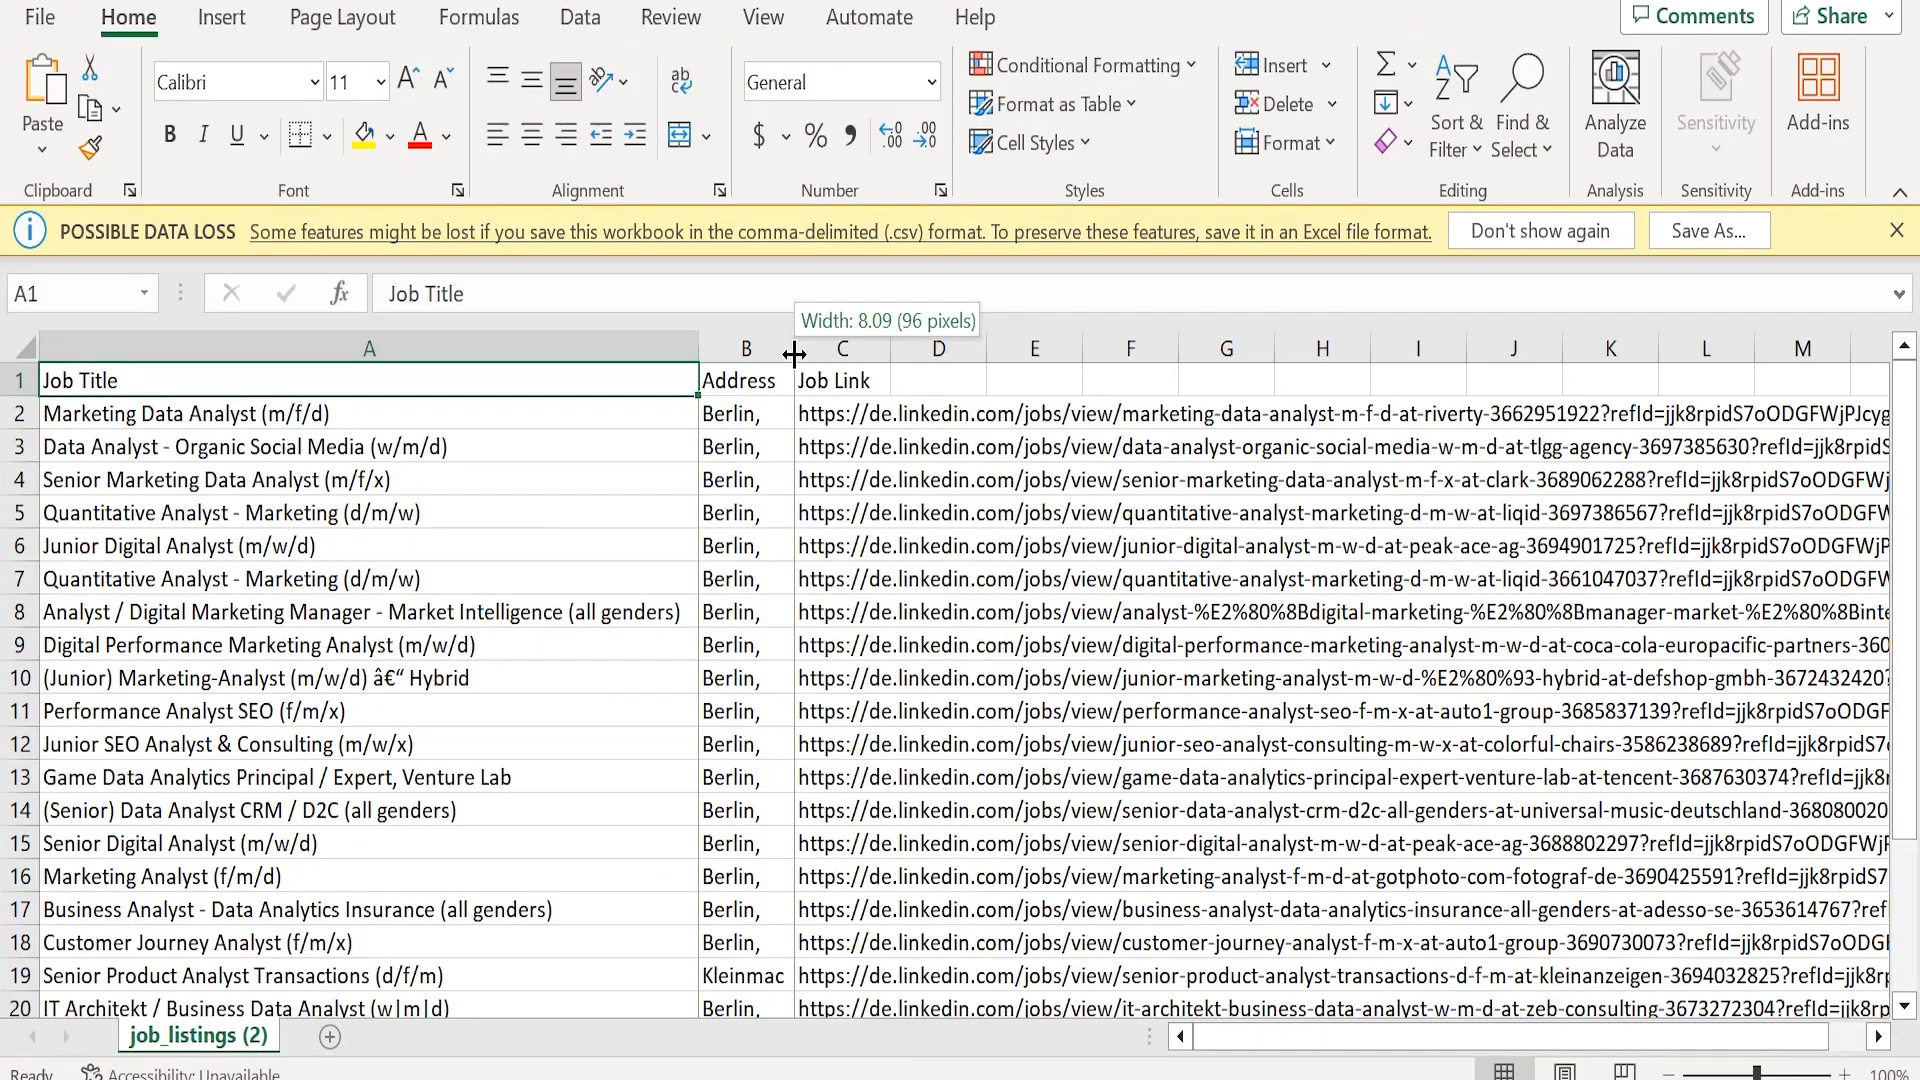 File Home Insert Page Layout Formulas Data Review View Automate Help Comments Share
Calibri 11 General Conditional Formatting Insert
Paste Format as Table Delete Sort & Find & Analyze Sensitivity Add-ins
B I U A $ % Cell Styles Format Filter Select Data
Clipboard Font Alignment Number Styles Cells Editing Analysis Sensitivity Add-ins
POSSIBLE DATA LOSS Some features might be lost if you save this workbook in the comma-delimited (.csv) format. To preserve these features, save it in an Excel file format. Don't show again Save As...
A1 fx Job Title
Width: 8.09 (96 pixels)
A B C D E F G H I J K L M
1 Job Title Address Job Link
2 Marketing Data Analyst (m/f/d) Berlin, https://de.linkedin.com/jobs/view/marketing-data-analyst-m-f-d-at-riverty-3662951922?refId=jjk8rpidS7oODGFWjPJcyg
3 Data Analyst - Organic Social Media (w/m/d) Berlin, https://de.linkedin.com/jobs/view/data-analyst-organic-social-media-w-m-d-at-tlgg-agency-3697385630?refId=jjk8rpidS
4 Senior Marketing Data Analyst (m/f/x) Berlin, https://de.linkedin.com/jobs/view/senior-marketing-data-analyst-m-f-x-at-clark-3689062288?refId=jjk8rpidS7oODGFWj
5 Quantitative Analyst - Marketing (d/m/w) Berlin, https://de.linkedin.com/jobs/view/quantitative-analyst-marketing-d-m-w-at-liqid-3697386567?refId=jjk8rpidS7oODGFW
6 Junior Digital Analyst (m/w/d) Berlin, https://de.linkedin.com/jobs/view/junior-digital-analyst-m-w-d-at-peak-ace-ag-3694901725?refId=jjk8rpidS7oODGFWjP
7 Quantitative Analyst - Marketing (d/m/w) Berlin, https://de.linkedin.com/jobs/view/quantitative-analyst-marketing-d-m-w-at-liqid-3661047037?refId=jjk8rpidS7oODGFW
8 Analyst / Digital Marketing Manager - Market Intelligence (all genders) Berlin, https://de.linkedin.com/jobs/view/analyst-%E2%80%8Bdigital-marketing-%E2%80%8Bmanager-market-%E2%80%8Binte
9 Digital Performance Marketing Analyst (m/w/d) Berlin, https://de.linkedin.com/jobs/view/digital-performance-marketing-analyst-m-w-d-at-coca-cola-europacific-partners-360
10 (Junior) Marketing-Analyst (m/w/d) â€“ Hybrid Berlin, https://de.linkedin.com/jobs/view/junior-marketing-analyst-m-w-d-%E2%80%93-hybrid-at-defshop-gmbh-3672432420?
11 Performance Analyst SEO (f/m/x) Berlin, https://de.linkedin.com/jobs/view/performance-analyst-seo-f-m-x-at-auto1-group-3685837139?refId=jjk8rpidS7oODGF
12 Junior SEO Analyst & Consulting (m/w/x) Berlin, https://de.linkedin.com/jobs/view/junior-seo-analyst-consulting-m-w-x-at-colorful-chairs-3586238689?refId=jjk8rpidS7
13 Game Data Analytics Principal / Expert, Venture Lab Berlin, https://de.linkedin.com/jobs/view/game-data-analytics-principal-expert-venture-lab-at-tencent-3687630374?refId=jjk8r
14 (Senior) Data Analyst CRM / D2C (all genders) Berlin, https://de.linkedin.com/jobs/view/senior-data-analyst-crm-d2c-all-genders-at-universal-music-deutschland-368080020
15 Senior Digital Analyst (m/w/d) Berlin, https://de.linkedin.com/jobs/view/senior-digital-analyst-m-w-d-at-peak-ace-ag-3688802297?refId=jjk8rpidS7oODGFWj
16 Marketing Analyst (f/m/d) Berlin, https://de.linkedin.com/jobs/view/marketing-analyst-f-m-d-at-gotphoto-com-fotograf-de-3690425591?refId=jjk8rpidS7
17 Business Analyst - Data Analytics Insurance (all genders) Berlin, https://de.linkedin.com/jobs/view/business-analyst-data-analytics-insurance-all-genders-at-adesso-se-3653614767?ref
18 Customer Journey Analyst (f/m/x) Berlin, https://de.linkedin.com/jobs/view/customer-journey-analyst-f-m-x-at-auto1-group-3690730073?refId=jjk8rpidS7oODG
19 Senior Product Analyst Transactions (d/f/m) Kleinmac https://de.linkedin.com/jobs/view/senior-product-analyst-transactions-d-f-m-at-kleinanzeigen-3694032825?refId=jjk8r
20 IT Architekt / Business Data Analyst (w|m|d) Berlin, https://de.linkedin.com/jobs/view/it-architekt-business-data-analyst-w-m-d-at-zeb-consulting-3673272304?refId=jjk8rp
job_listings (2)
Ready Accessibility: Unavailable 100%